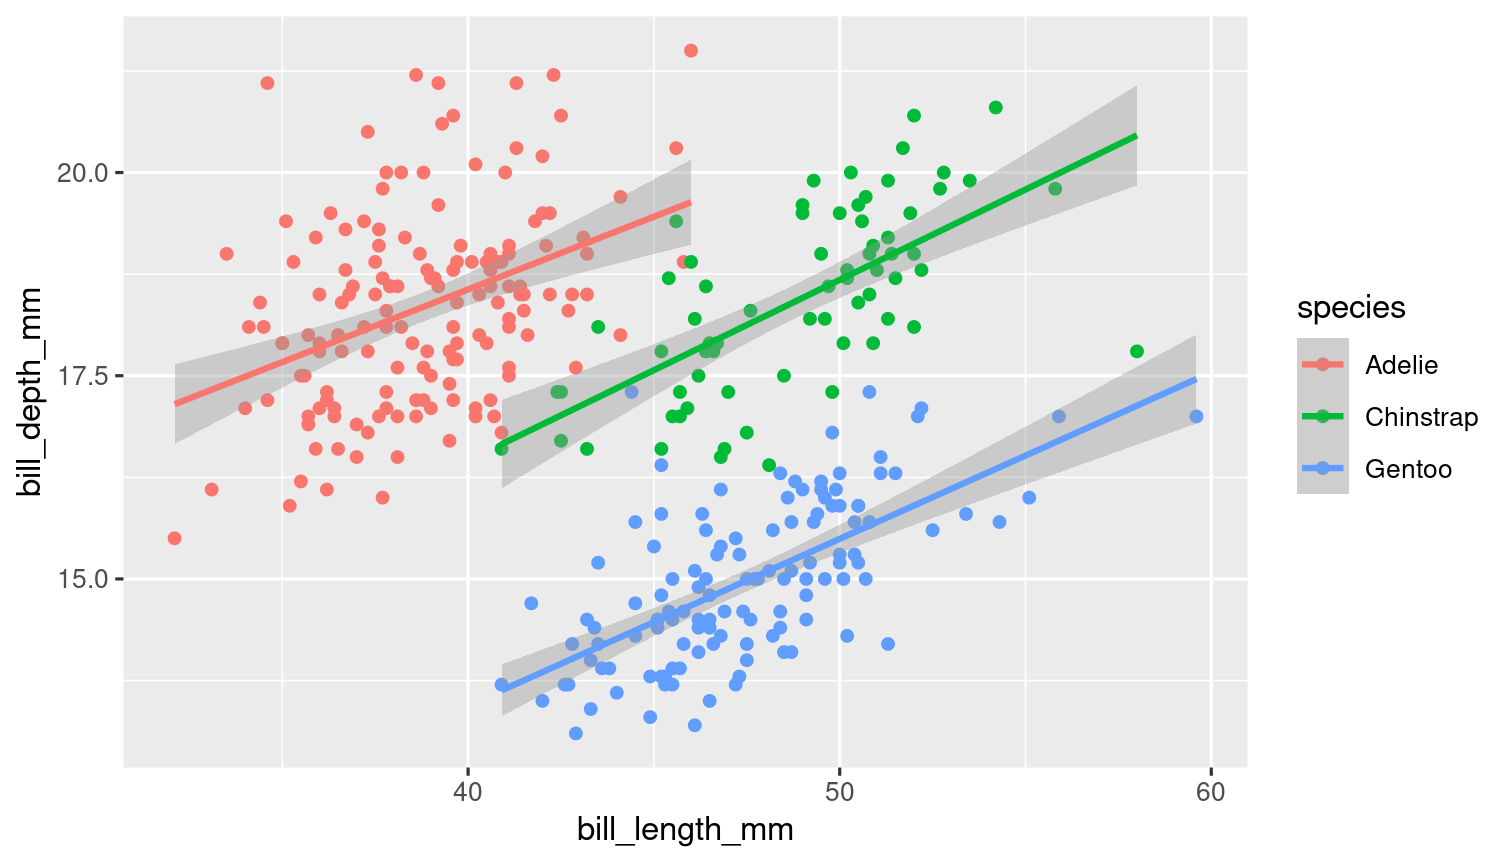 20.0
17.5
15.0
bill_depth_mm
40
50
60
bill_length_mm
species
Adelie
Chinstrap
Gentoo